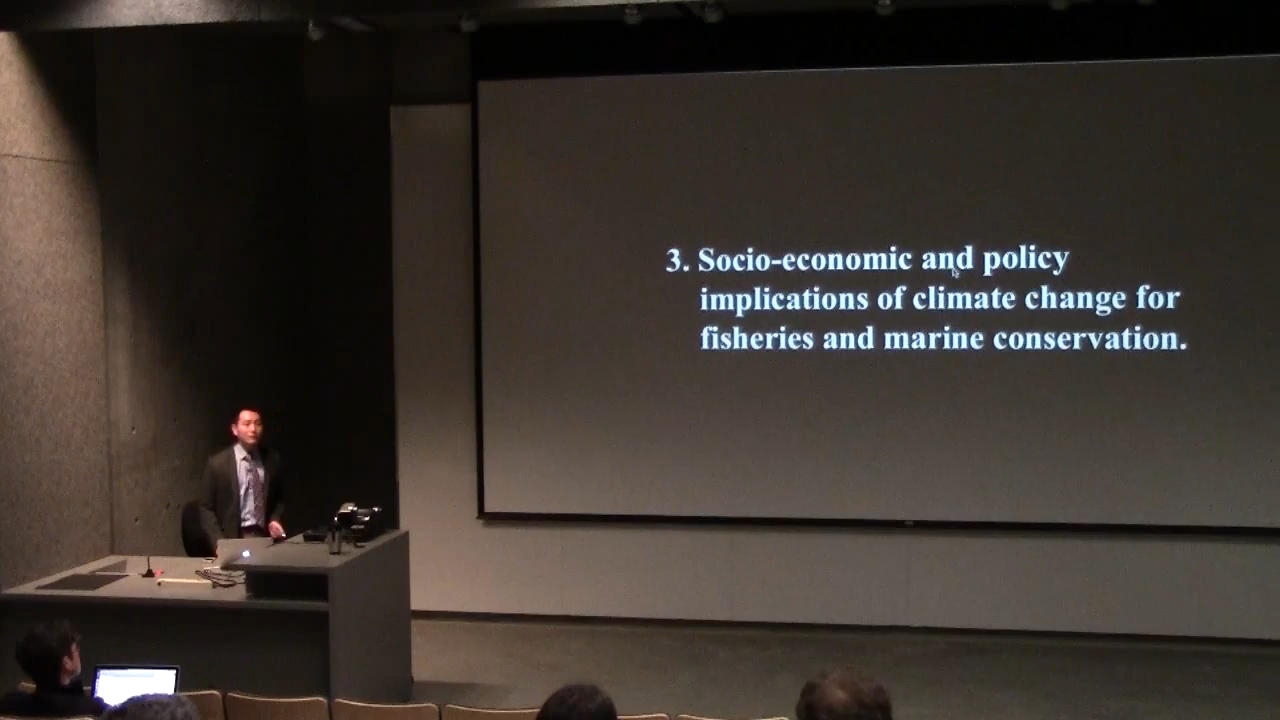 3. Socio-economic and policy
implications of climate change for
fisheries and marine conservation.